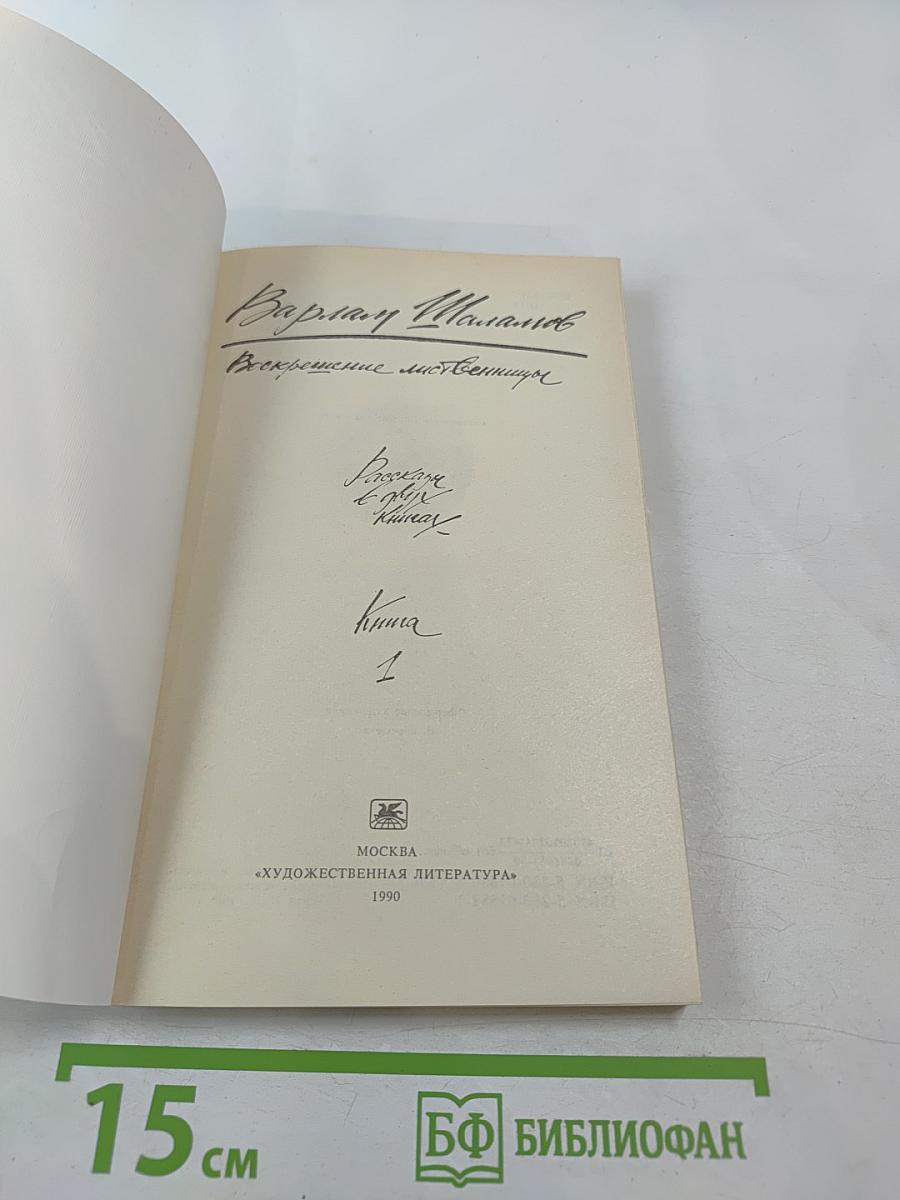 Варлам Шаламов
Воскрешение лиственницы
Рассказы
в двух
книгах
Книга
1
МОСКВА
«ХУДОЖЕСТВЕННАЯ ЛИТЕРАТУРА»
1990
15 см
БФ БИБЛИОФАН